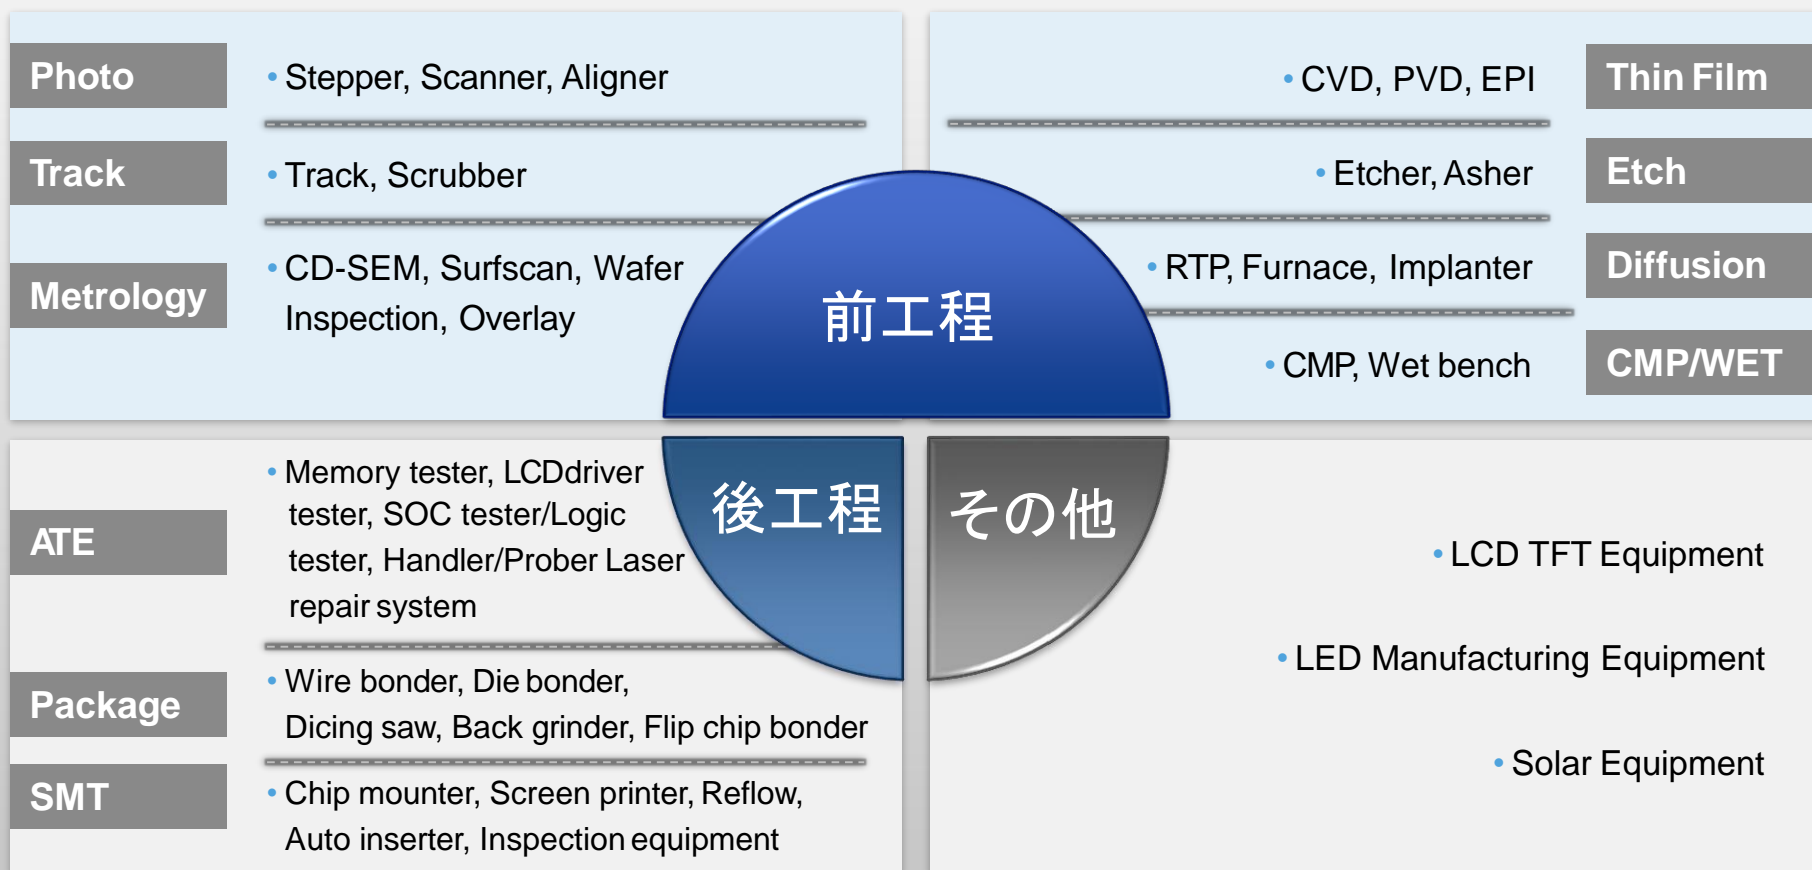 Photo
• Stepper, Scanner, Aligner
Track
• Track, Scrubber
Metrology
• CD-SEM, Surfscan, Wafer
Inspection, Overlay
• CVD, PVD, EPI
Thin Film
• Etcher, Asher
Etch
• RTP, Furnace, Implanter
Diffusion
• CMP, Wet bench
CMP/WET
前工程
後工程
その他
ATE
• Memory tester, LCDdriver
tester, SOC tester/Logic
tester, Handler/Prober Laser
repair system
Package
• Wire bonder, Die bonder,
Dicing saw, Back grinder, Flip chip bonder
SMT
• Chip mounter, Screen printer, Reflow,
Auto inserter, Inspection equipment
• LCD TFT Equipment
• LED Manufacturing Equipment
• Solar Equipment